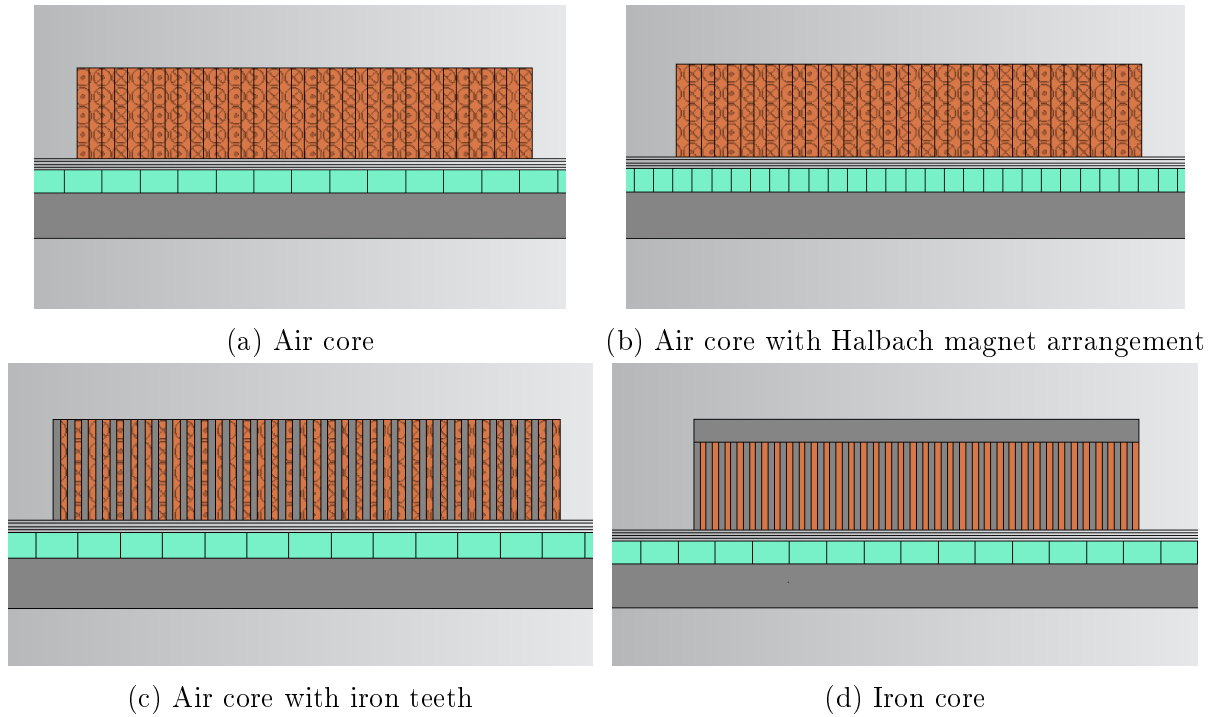 (a) Air core
(b) Air core with Halbach magnet arrangement
(c) Air core with iron teeth
(d) Iron core